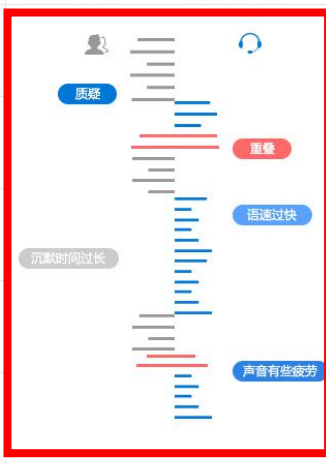 质疑
重叠
语速过快
沉默时间过长
声音有些疲劳